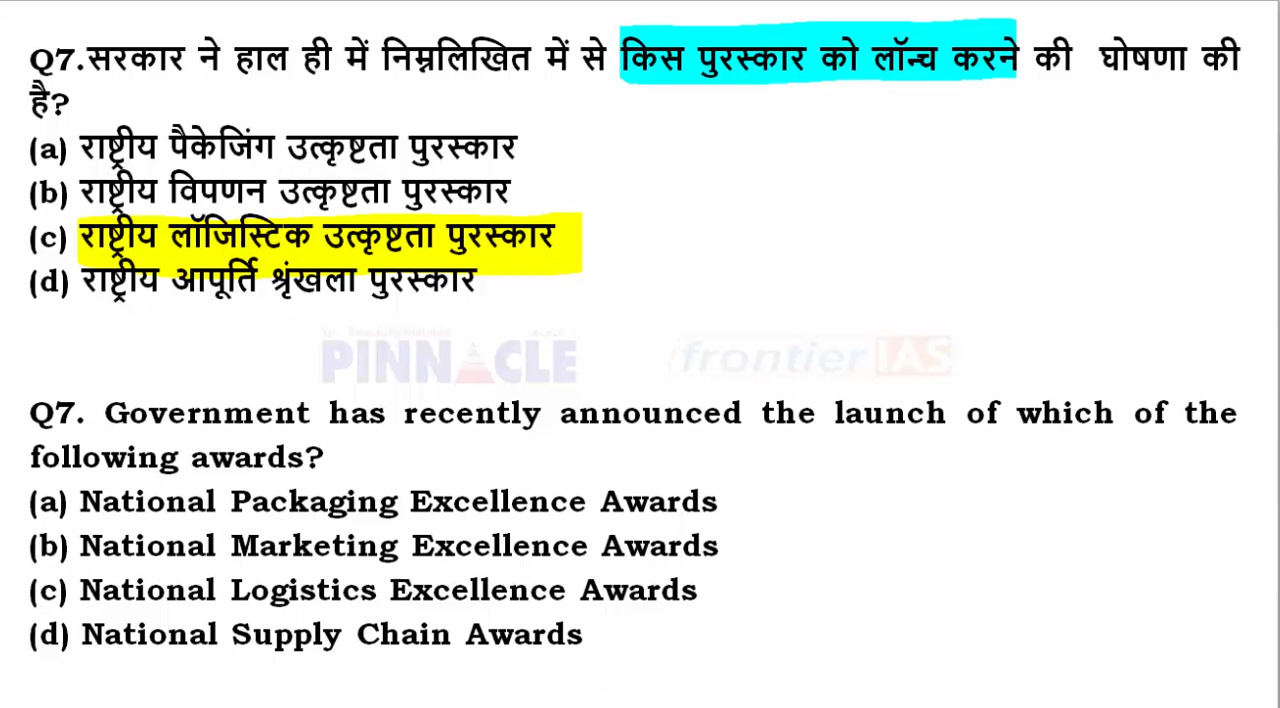 Q7.सरकार ने हाल ही में निम्नलिखित में से किस पुरस्कार को लॉन्च करने की घोषणा की
है?
(a) राष्ट्रीय पैकेजिंग उत्कृष्टता पुरस्कार
(b) राष्ट्रीय विपणन उत्कृष्टता पुरस्कार
(c) राष्ट्रीय लॉजिस्टिक उत्कृष्टता पुरस्कार
(d) राष्ट्रीय आपूर्ति श्रृंखला पुरस्कार
PINNACLE frontier IAS
Q7. Government has recently announced the launch of which of the
following awards?
(a) National Packaging Excellence Awards
(b) National Marketing Excellence Awards
(c) National Logistics Excellence Awards
(d) National Supply Chain Awards